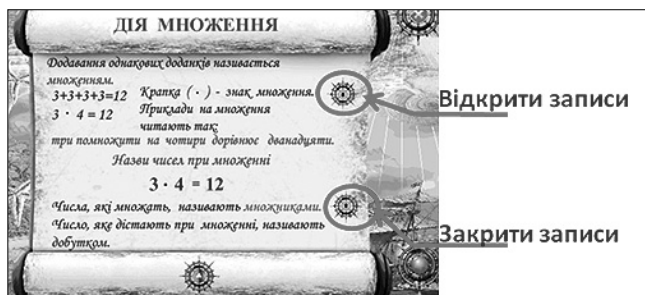 ДІЯ МНОЖЕННЯ
Додавання однакових доданків називається
множенням.
3+3+3+3=12 Крапка ( · ) - знак множення.
3 · 4 = 12 Приклади на множення
читають так:
три помножити на чотири дорівнює дванадцяти.
Назви чисел при множенні
3 · 4 = 12
Числа, які множать, називають множниками.
Число, яке дістають при множенні, називають
добутком.
Відкрити записи
Закрити записи